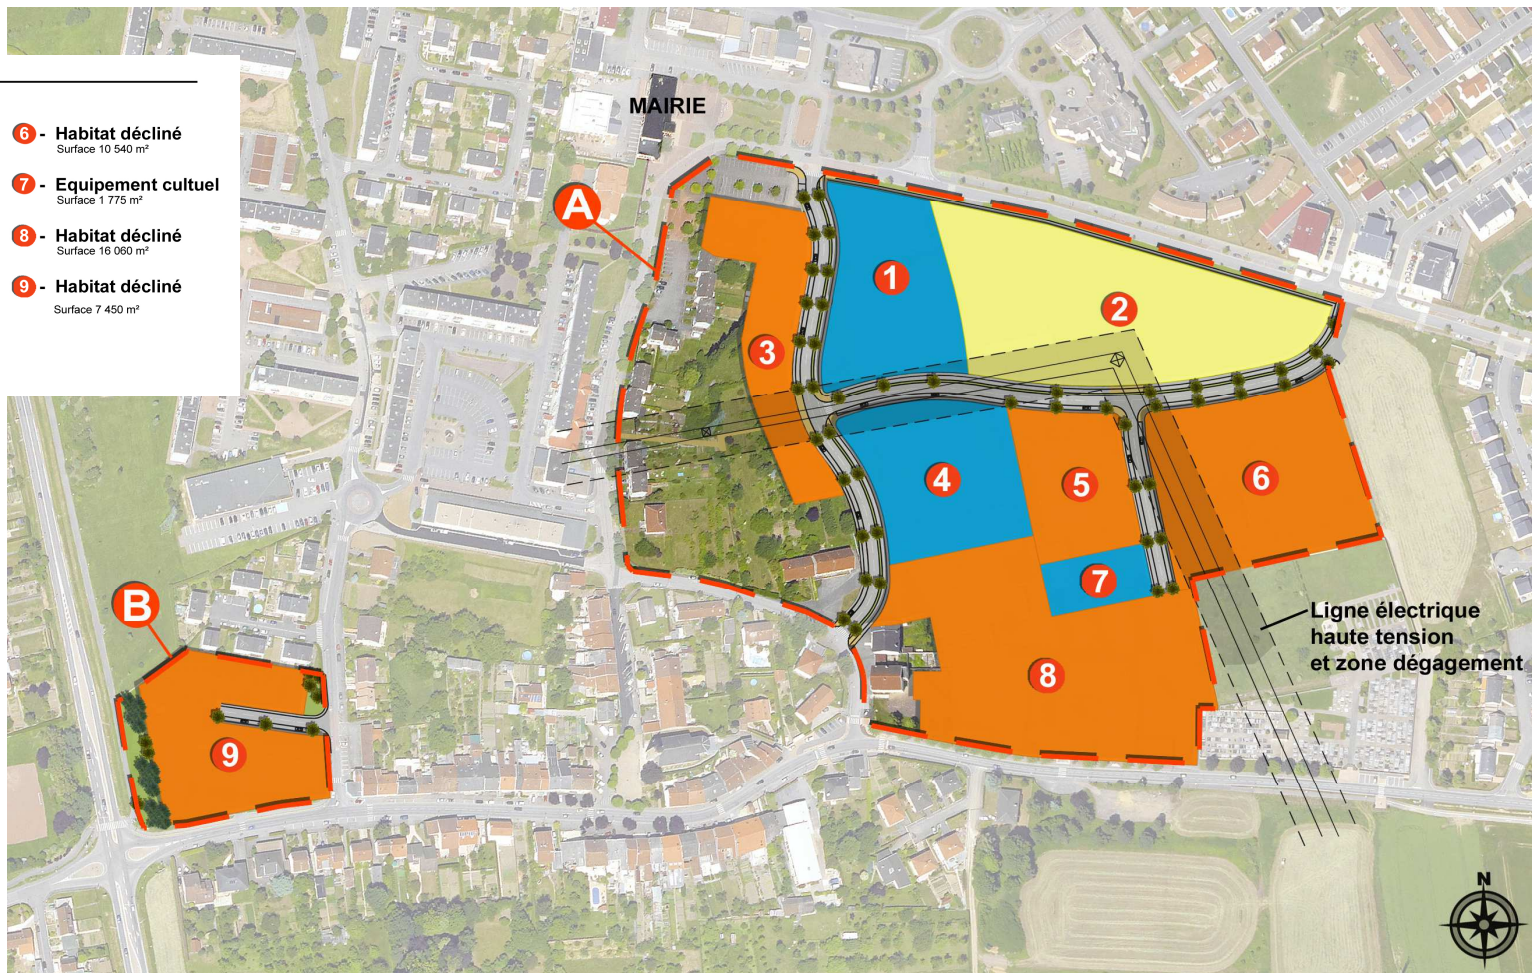 MAIRIE
6 - Habitat décliné
Surface 10 540 m²
7 - Equipement cultuel
Surface 1 775 m²
8 - Habitat décliné
Surface 16 060 m²
9 - Habitat décliné
Surface 7 450 m²
A
1
2
3
4
5
6
7
B
Ligne électrique
haute tension
et zone dégagement
8
9
N